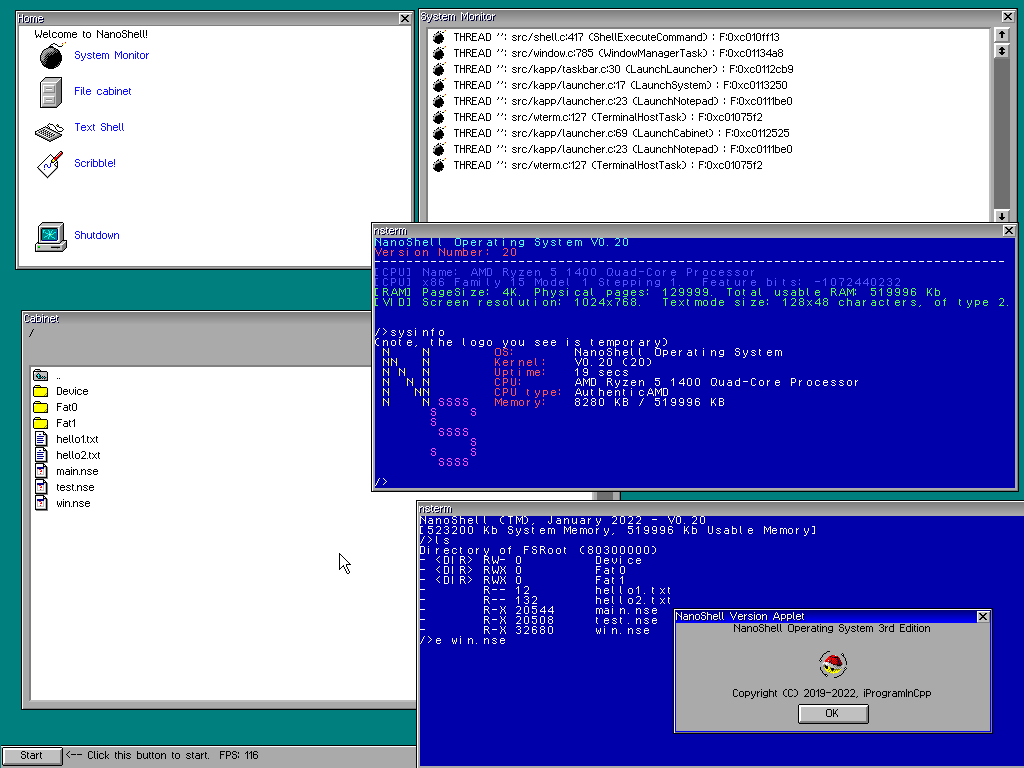 Home
Welcome to NanoShell!
System Monitor
File cabinet
Text Shell
Scribble!
Shutdown
System Monitor
THREAD '': src/shell.c:417 (ShellExecuteCommand) : F:0xc010ff13
THREAD '': src/window.c:785 (WindowManagerTask) : F:0xc01134a8
THREAD '': src/kapp/taskbar.c:30 (LaunchLauncher) : F:0xc0112cb9
THREAD '': src/kapp/launcher.c:17 (LaunchSystem) : F:0xc0113250
THREAD '': src/kapp/launcher.c:23 (LaunchNotepad) : F:0xc0111be0
THREAD '': src/wterm.c:127 (TerminalHostTask) : F:0xc01075f2
THREAD '': src/kapp/launcher.c:69 (LaunchCabinet) : F:0xc0112525
THREAD '': src/kapp/launcher.c:23 (LaunchNotepad) : F:0xc0111be0
THREAD '': src/wterm.c:127 (TerminalHostTask) : F:0xc01075f2
nsterm
NanoShell Operating System V0.20
Version Number: 20
--------------------------------------------------------------------------------
[CPU] Name: AMD Ryzen 5 1400 Quad-Core Processor
[CPU] x86 Family 15 Model 1 Stepping 1   Feature bits: -1072440232
[RAM] PageSize: 4K, Physical pages: 129999. Total usable RAM: 519996 Kb
[VID] Screen resolution: 1024x768.  Textmode size: 128x48 characters, of type 2.
/>sysinfo
(note, the logo you see is temporary)
N    N        OS:       NanoShell Operating System
NN   N        Kernel:   V0.20 (20)
N N  N        Uptime:   19 secs
N  N N        CPU:      AMD Ryzen 5 1400 Quad-Core Processor
N   NN        CPU type: AuthenticAMD
N    N SSSS   Memory:   8280 KB / 519996 KB
S    S
S
SSSS
S
S    S
SSSS
/>
Cabinet
/
..
Device
Fat0
Fat1
hello1.txt
hello2.txt
main.nse
test.nse
win.nse
nsterm
NanoShell (TM), January 2022 - V0.20
[523200 Kb System Memory, 519996 Kb Usable Memory]
/>ls
Directory of FSRoot (80300000)
- <DIR> RW- 0         Device
- <DIR> RWX 0         Fat0
- <DIR> RWX 0         Fat1
-       R-- 12        hello1.txt
-       R-- 132       hello2.txt
-       R-X 20544     main.nse
-       R-X 20508     test.nse
-       R-X 32680     win.nse
/>e win.nse
NanoShell Version Applet
NanoShell Operating System 3rd Edition
Copyright (C) 2019-2022, iProgramInCpp
OK
Start
<-- Click this button to start.  FPS: 116